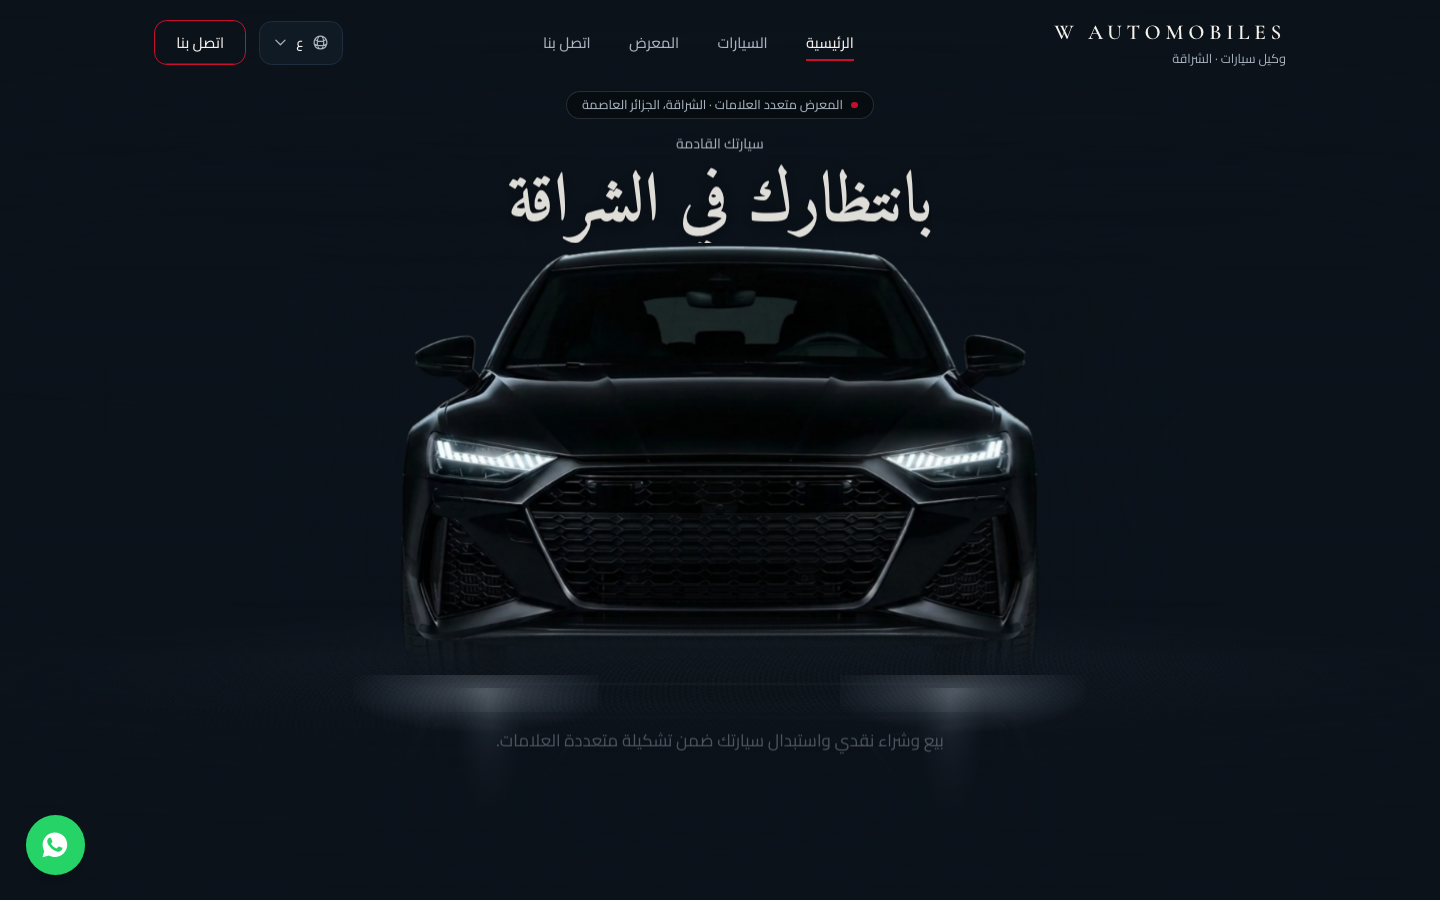 W AUTOMOBILES
وكيل سيارات · الشراقة
الرئيسية
السيارات
المعرض
اتصل بنا
ع
اتصل بنا
المعرض متعدد العلامات · الشراقة، الجزائر العاصمة
سيارتك القادمة
بانتظارك في الشراقة
بيع وشراء نقدي واستبدال سيارتك ضمن تشكيلة متعددة العلامات.